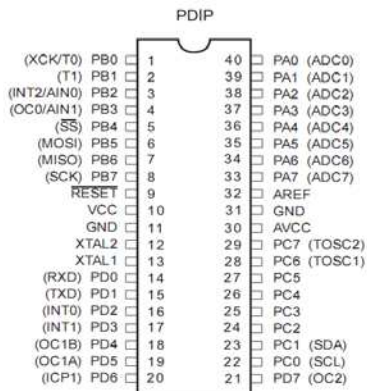 PDIP
(XCK/T0) PB0 1 40 PA0 (ADC0)
(T1) PB1 2 39 PA1 (ADC1)
(INT2/AIN0) PB2 3 38 PA2 (ADC2)
(OC0/AIN1) PB3 4 37 PA3 (ADC3)
(SS) PB4 5 36 PA4 (ADC4)
(MOSI) PB5 6 35 PA5 (ADC5)
(MISO) PB6 7 34 PA6 (ADC6)
(SCK) PB7 8 33 PA7 (ADC7)
RESET 9 32 AREF
VCC 10 31 GND
GND 11 30 AVCC
XTAL2 12 29 PC7 (TOSC2)
XTAL1 13 28 PC6 (TOSC1)
(RXD) PD0 14 27 PC5
(TXD) PD1 15 26 PC4
(INT0) PD2 16 25 PC3
(INT1) PD3 17 24 PC2
(OC1B) PD4 18 23 PC1 (SDA)
(OC1A) PD5 19 22 PC0 (SCL)
(ICP1) PD6 20 21 PD7 (OC2)